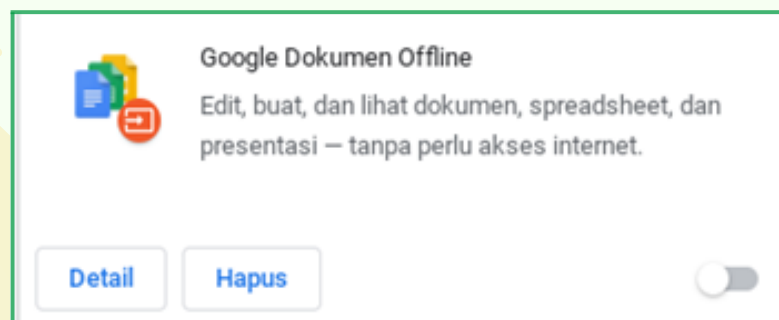 Google Dokumen Offline
Edit, buat, dan lihat dokumen, spreadsheet, dan
presentasi — tanpa perlu akses internet.
Detail
Hapus